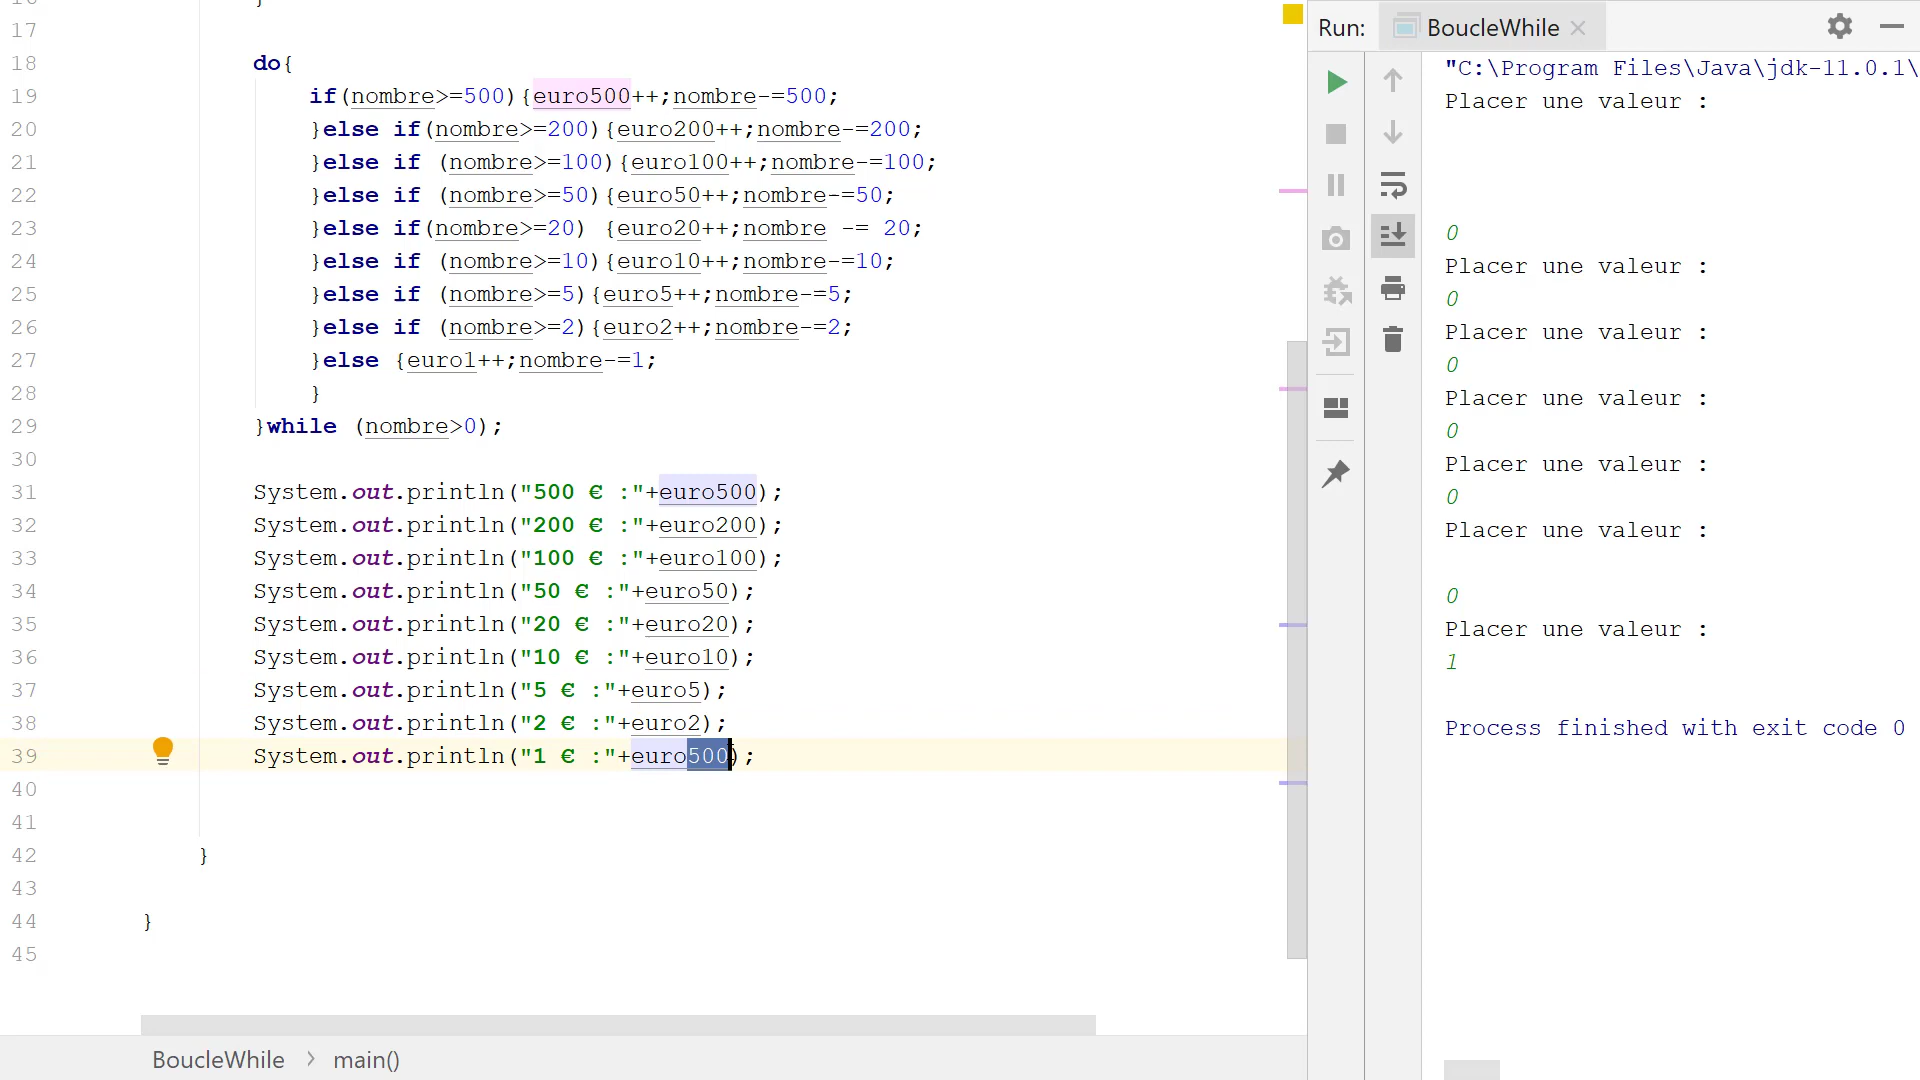 17
18 do{
19 if(nombre>=500){euro500++;nombre-=500;
20 }else if(nombre>=200){euro200++;nombre-=200;
21 }else if (nombre>=100){euro100++;nombre-=100;
22 }else if (nombre>=50){euro50++;nombre-=50;
23 }else if(nombre>=20) {euro20++;nombre -= 20;
24 }else if (nombre>=10){euro10++;nombre-=10;
25 }else if (nombre>=5){euro5++;nombre-=5;
26 }else if (nombre>=2){euro2++;nombre-=2;
27 }else {euro1++;nombre-=1;
28 }
29 }while (nombre>0);
30
31 System.out.println("500 € :"+euro500);
32 System.out.println("200 € :"+euro200);
33 System.out.println("100 € :"+euro100);
34 System.out.println("50 € :"+euro50);
35 System.out.println("20 € :"+euro20);
36 System.out.println("10 € :"+euro10);
37 System.out.println("5 € :"+euro5);
38 System.out.println("2 € :"+euro2);
39 System.out.println("1 € :"+euro500);
40
41
42 }
43
44 }
45
BoucleWhile > main()
Run: BoucleWhile
"C:\Program Files\Java\jdk-11.0.1\
Placer une valeur :
0
Placer une valeur :
0
Placer une valeur :
0
Placer une valeur :
0
Placer une valeur :
0
Placer une valeur :
0
Placer une valeur :
1
Process finished with exit code 0